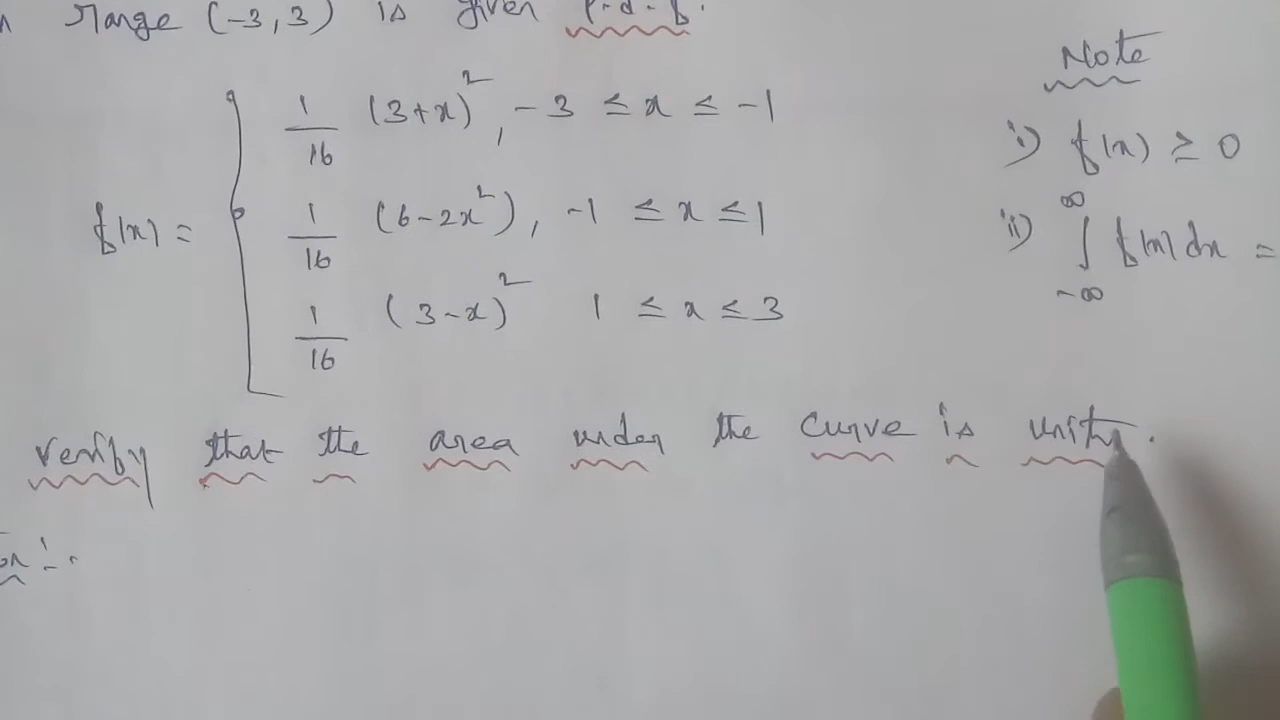 range (-3, 3) is given p.d.f.
f(x) =
1/16 (3+x)², -3 ≤ x ≤ -1
1/16 (6-2x²), -1 ≤ x ≤ 1
1/16 (3-x)² 1 ≤ x ≤ 3
verify that the area under the curve is unity.
Note
i) f(x) ≥ 0
ii) ∫_{-∞}^{∞} f(x) dx =